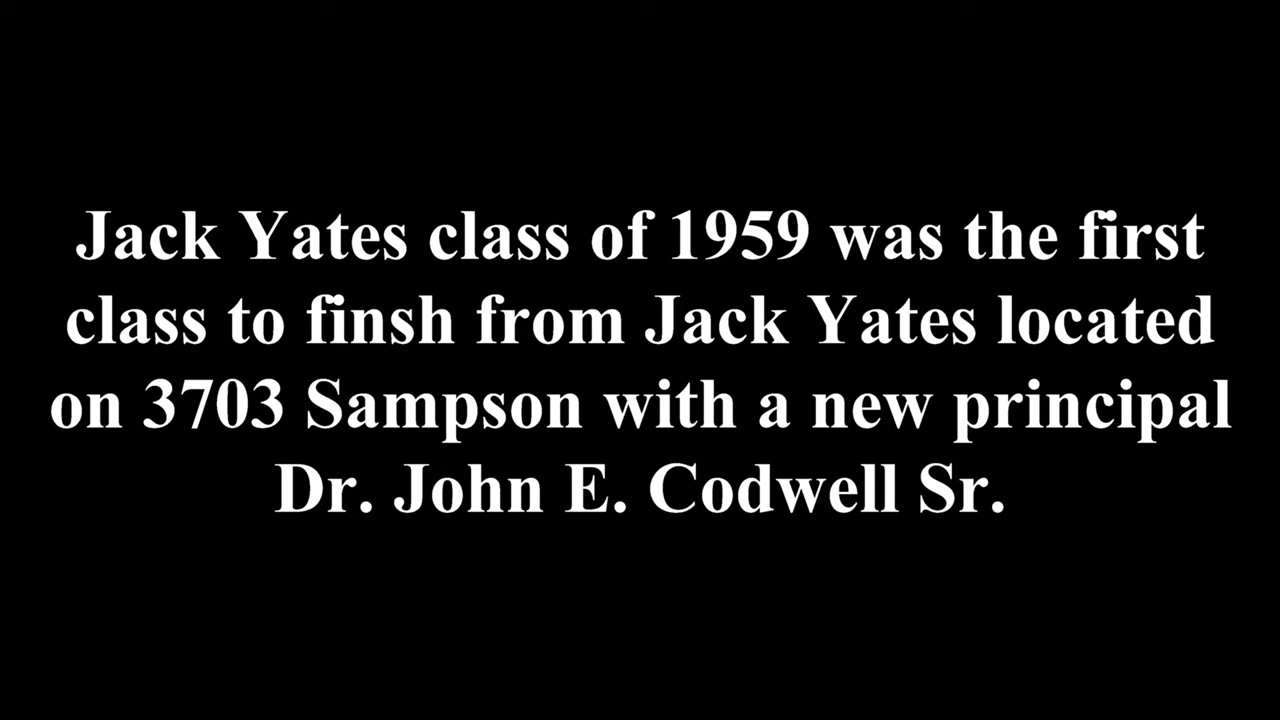 Jack Yates class of 1959 was the first
class to finsh from Jack Yates located
on 3703 Sampson with a new principal
Dr. John E. Codwell Sr.